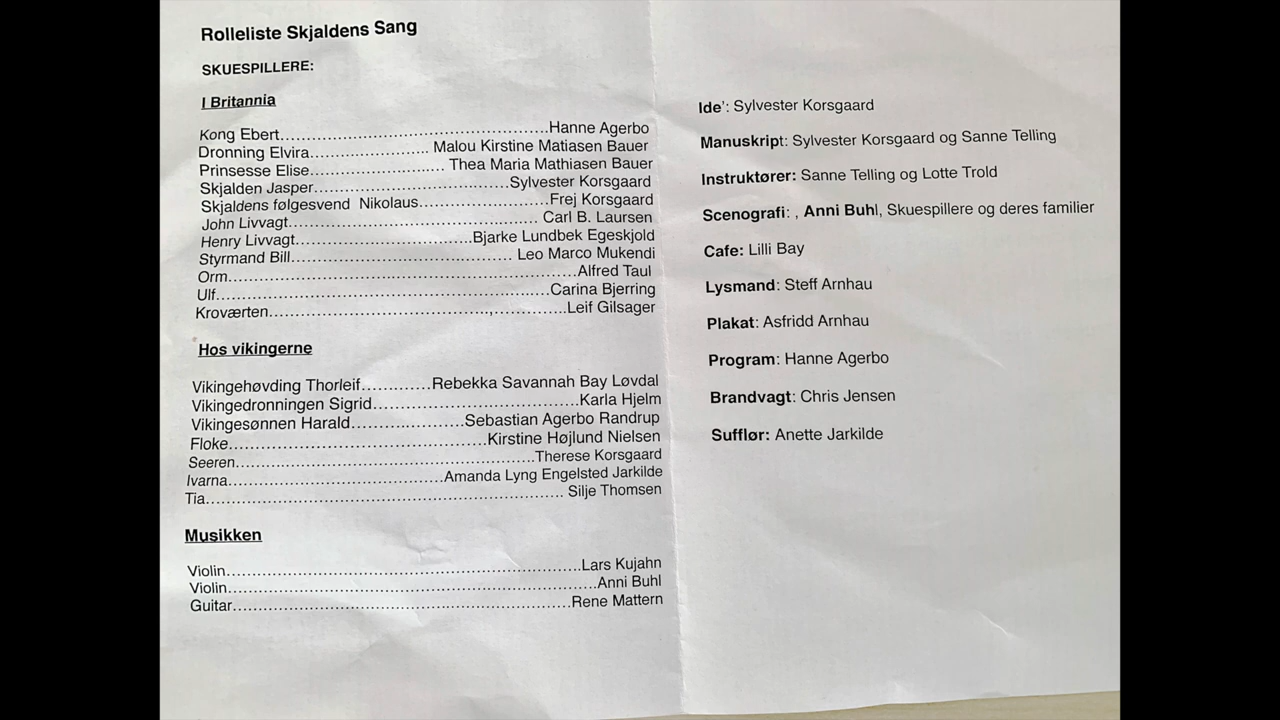 Rolleliste Skjaldens Sang
SKUESPILLERE:
I Britannia
Kong Ebert......................................................Hanne Agerbo
Dronning Elvira........................ Malou Kirstine Matiasen Bauer
Prinsesse Elise........................... Thea Maria Mathiasen Bauer
Skjalden Jasper.......................................Sylvester Korsgaard
Skjaldens følgesvend Nikolaus..........................Frej Korsgaard
John Livvagt.................................................. Carl B. Laursen
Henry Livvagt...................................Bjarke Lundbek Egeskjold
Styrmand Bill............................................ Leo Marco Mukendi
Orm......................................................................Alfred Taul
Ulf..................................................................Carina Bjerring
Kroværten...........................................,..............Leif Gilsager
Hos vikingerne
Vikingehøvding Thorleif.............Rebekka Savannah Bay Løvdal
Vikingedronningen Sigrid.........................................Karla Hjelm
Vikingesønnen Harald......................Sebastian Agerbo Randrup
Floke...................................................Kirstine Højlund Nielsen
Seeren............................................................Therese Korsgaard
Ivarna..........................................Amanda Lyng Engelsted Jarkilde
Tia........................................................................ Silje Thomsen
Musikken
Violin......................................................................Lars Kujahn
Violin.........................................................................Anni Buhl
Guitar....................................................................Rene Mattern
Ide': Sylvester Korsgaard
Manuskript: Sylvester Korsgaard og Sanne Telling
Instruktører: Sanne Telling og Lotte Trold
Scenografi: , Anni Buhl, Skuespillere og deres familier
Cafe: Lilli Bay
Lysmand: Steff Arnhau
Plakat: Asfridd Arnhau
Program: Hanne Agerbo
Brandvagt: Chris Jensen
Sufflør: Anette Jarkilde